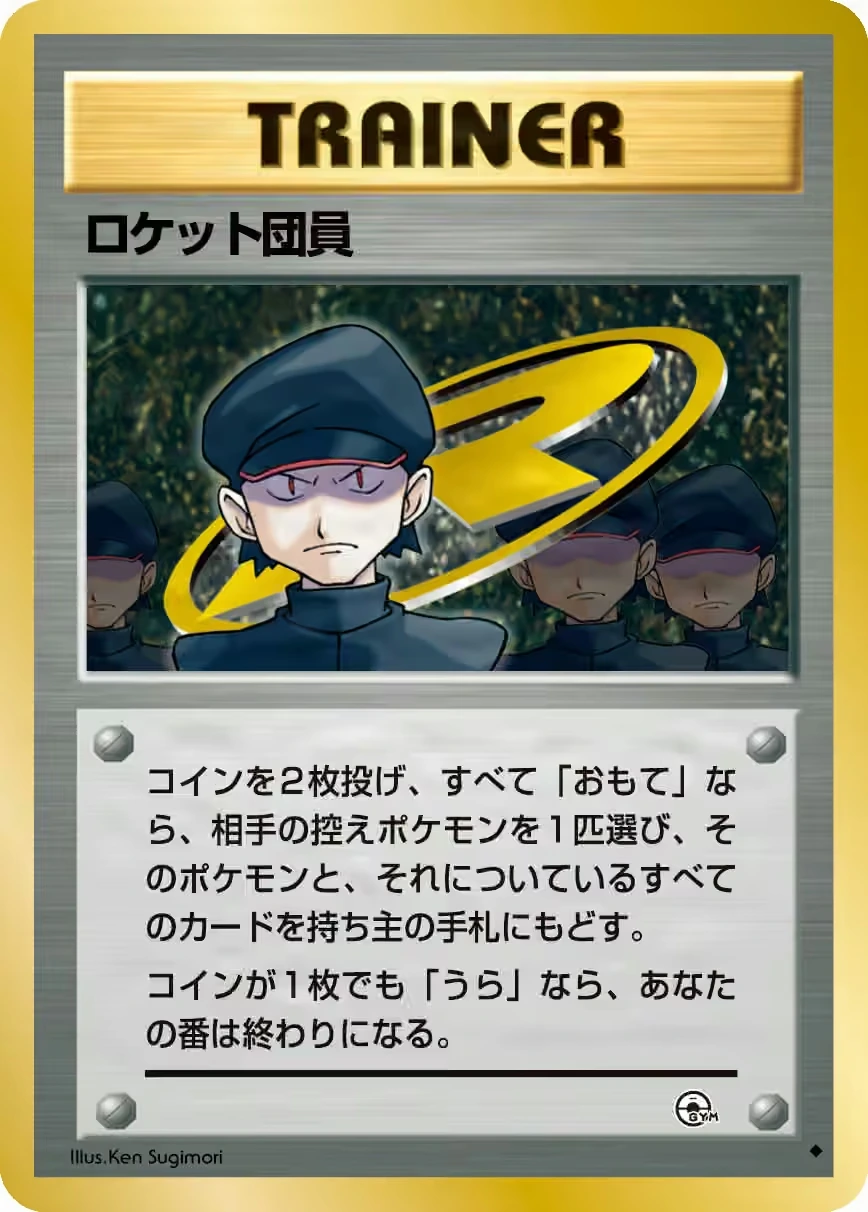 TRAINER
ロケット団員
コインを2枚投げ、すべて「おもて」な
ら、相手の控えポケモンを1匹選び、そ
のポケモンと、それについているすべて
のカードを持ち主の手札にもどす。
コインが1枚でも「うら」なら、あなた
の番は終わりになる。
GYM
Illus.Ken Sugimori